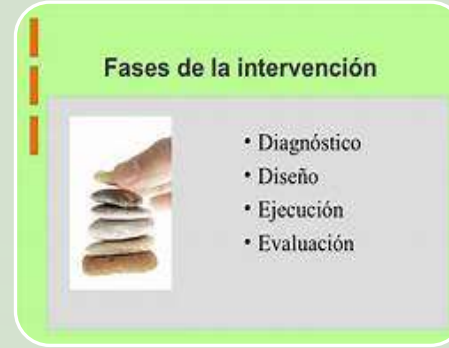 Fases de la intervención
• Diagnóstico
• Diseño
• Ejecución
• Evaluación